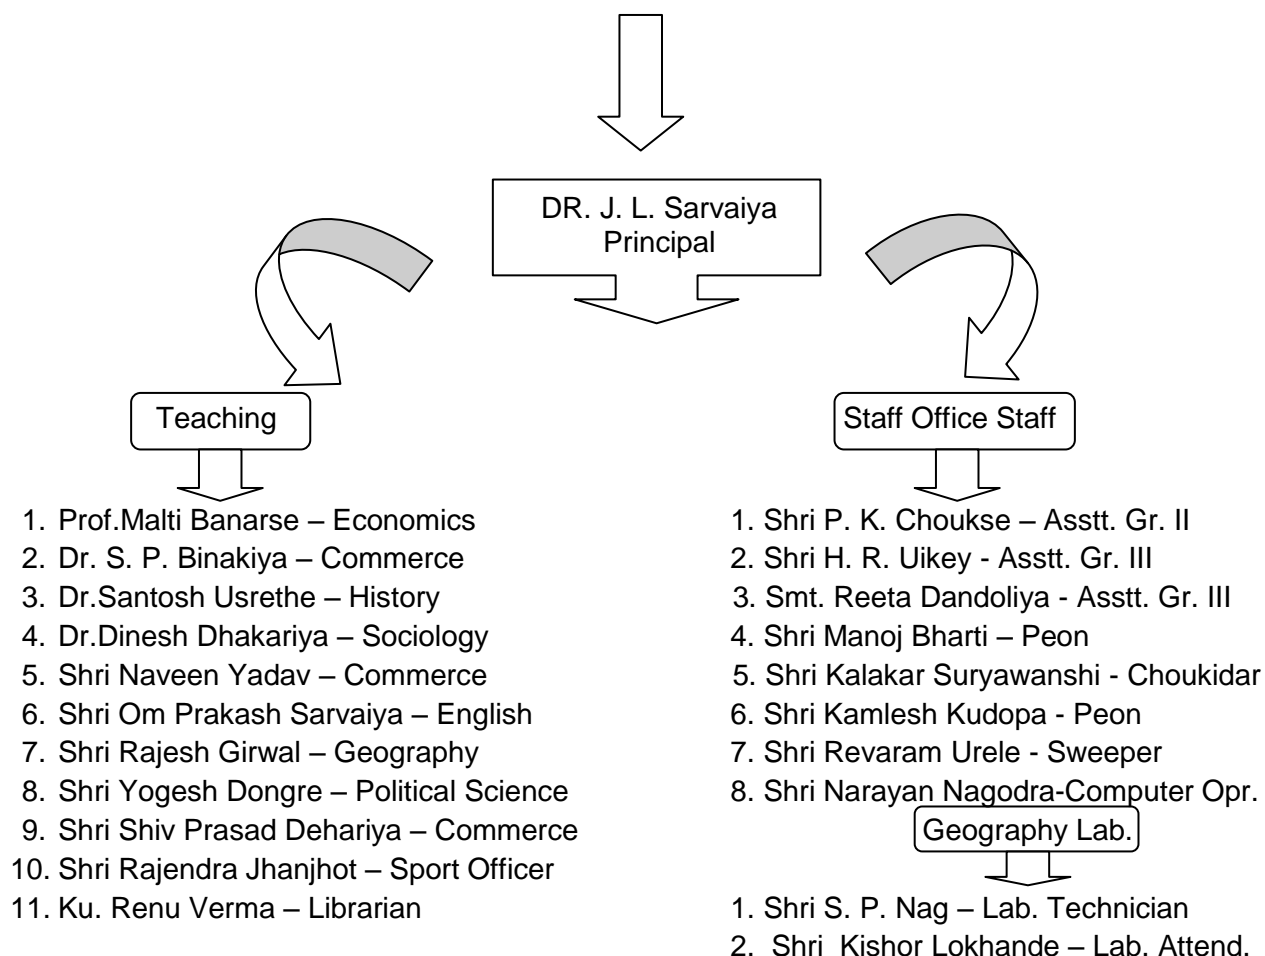 DR. J. L. Sarvaiya
Principal
Teaching
1. Prof.Malti Banarse – Economics
2. Dr. S. P. Binakiya – Commerce
3. Dr.Santosh Usrethe – History
4. Dr.Dinesh Dhakariya – Sociology
5. Shri Naveen Yadav – Commerce
6. Shri Om Prakash Sarvaiya – English
7. Shri Rajesh Girwal – Geography
8. Shri Yogesh Dongre – Political Science
9. Shri Shiv Prasad Dehariya – Commerce
10. Shri Rajendra Jhanjhot – Sport Officer
11. Ku. Renu Verma – Librarian
Staff Office Staff
1. Shri P. K. Choukse – Asstt. Gr. II
2. Shri H. R. Uikey - Asstt. Gr. III
3. Smt. Reeta Dandoliya - Asstt. Gr. III
4. Shri Manoj Bharti – Peon
5. Shri Kalakar Suryawanshi - Choukidar
6. Shri Kamlesh Kudopa - Peon
7. Shri Revaram Urele - Sweeper
8. Shri Narayan Nagodra-Computer Opr.
Geography Lab.
1. Shri S. P. Nag – Lab. Technician
2. Shri Kishor Lokhande – Lab. Attend.